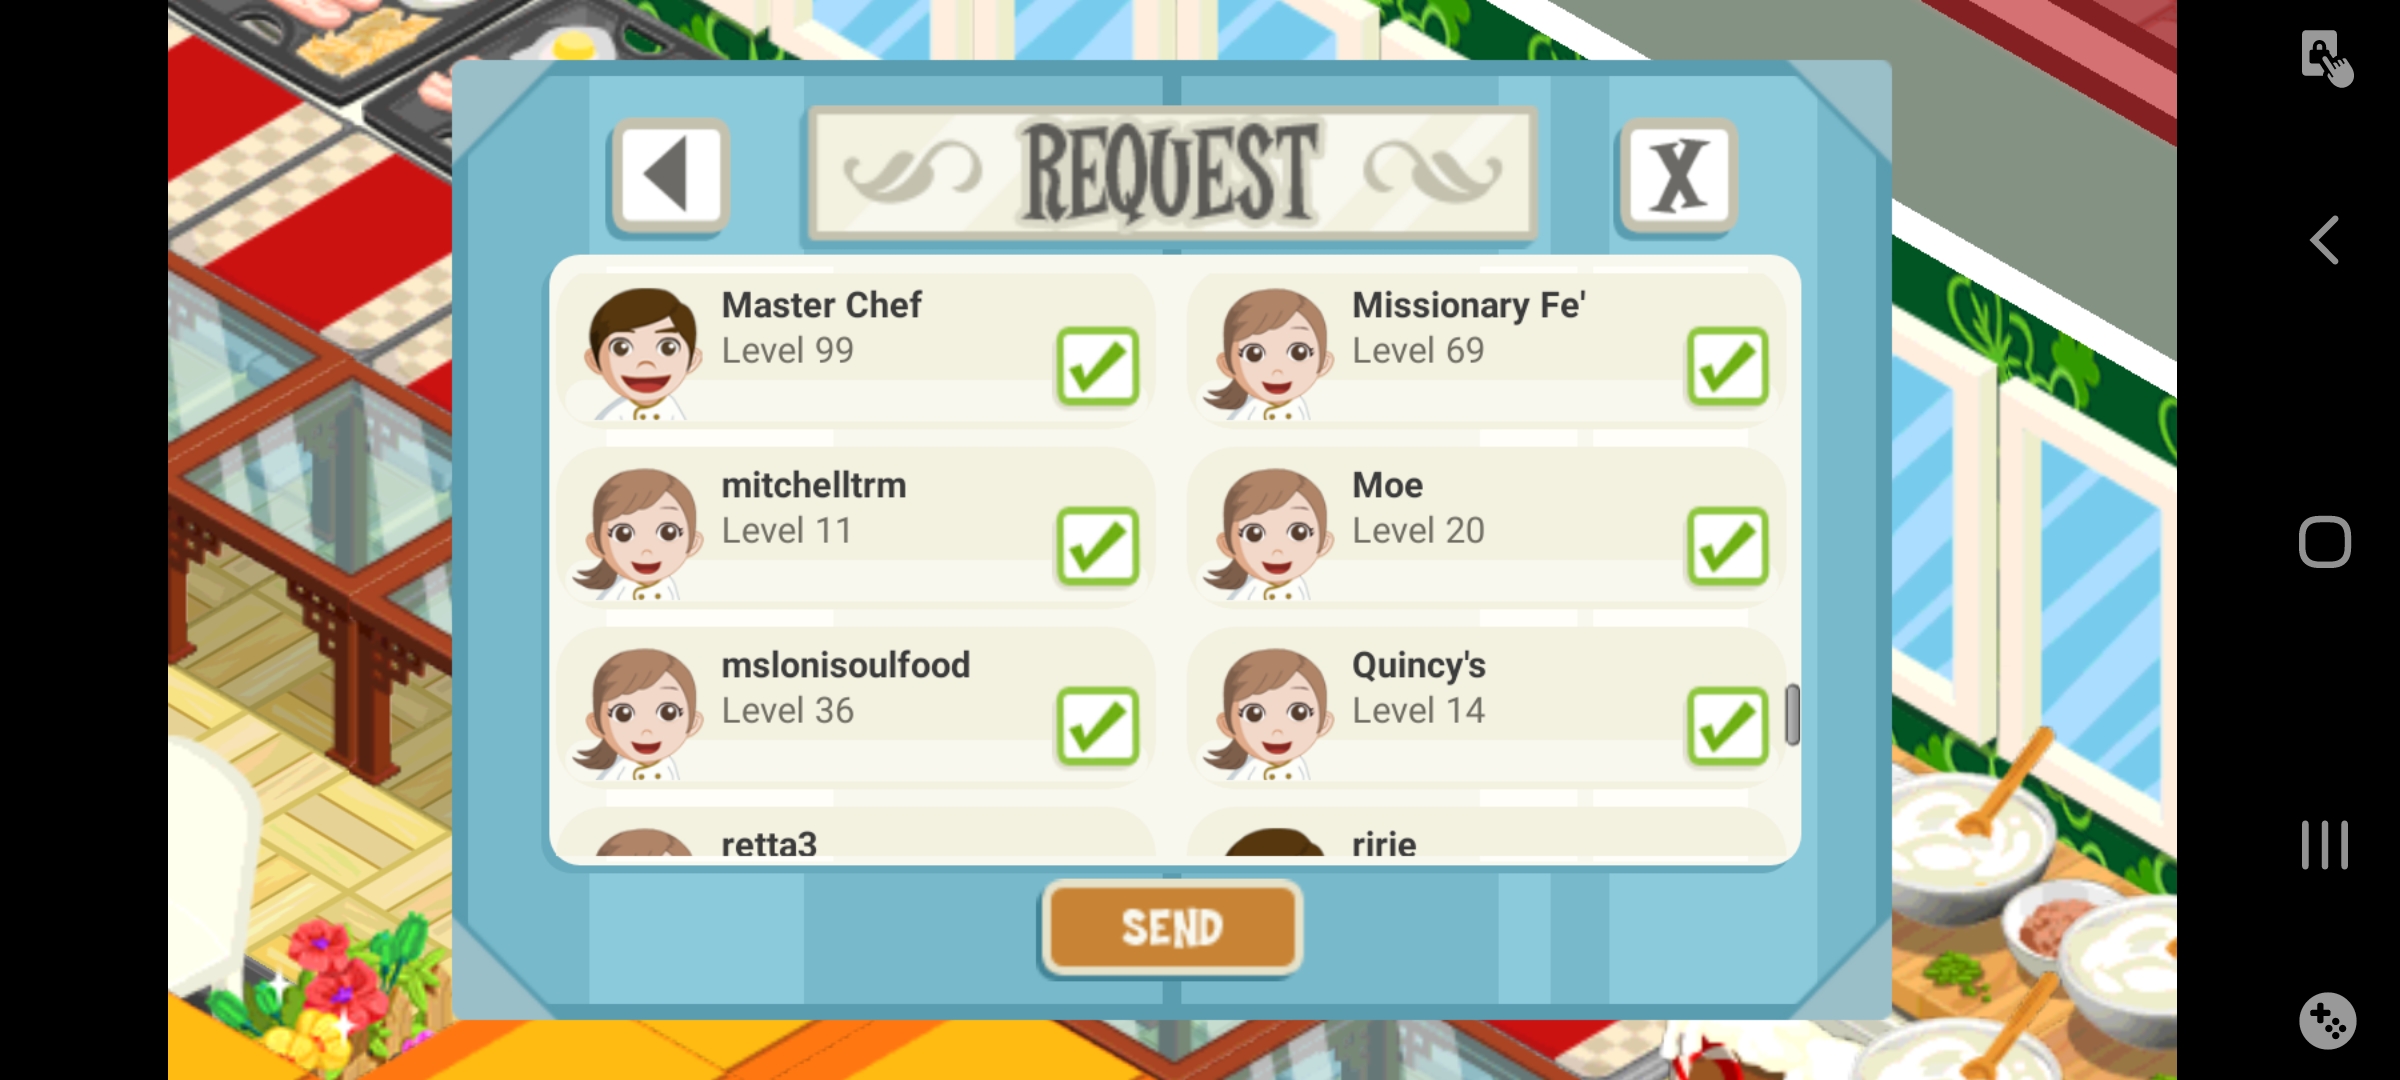 REQUEST
X
Master Chef
Level 99
Missionary Fe'
Level 69
mitchelltrm
Level 11
Moe
Level 20
mslonisoulfood
Level 36
Quincy's
Level 14
retta3
ririe
SEND